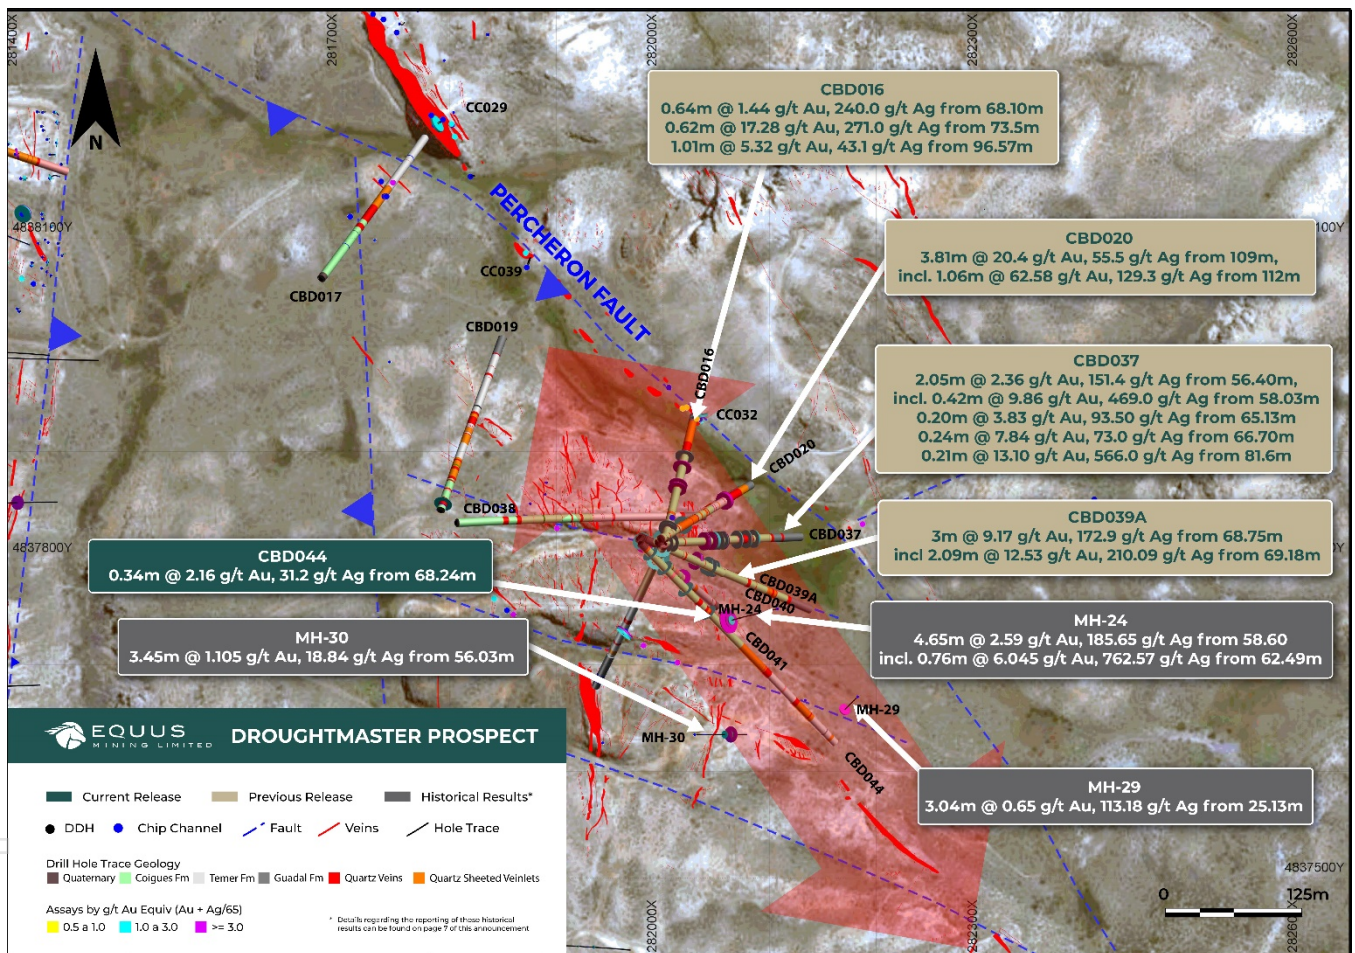 281400X
281700X
282000X
282300X
282600X
N
CC029
CBD016
0.64m @ 1.44 g/t Au, 240.0 g/t Ag from 68.10m
0.62m @ 17.28 g/t Au, 271.0 g/t Ag from 73.5m
1.01m @ 5.32 g/t Au, 43.1 g/t Ag from 96.57m
4838100Y
100Y
PERCHERON FAULT
CBD020
3.81m @ 20.4 g/t Au, 55.5 g/t Ag from 109m,
incl. 1.06m @ 62.58 g/t Au, 129.3 g/t Ag from 112m
CC039
CBD017
CBD019
CBD016
CC032
CBD037
2.05m @ 2.36 g/t Au, 151.4 g/t Ag from 56.40m,
incl. 0.42m @ 9.86 g/t Au, 469.0 g/t Ag from 58.03m
0.20m @ 3.83 g/t Au, 93.50 g/t Ag from 65.13m
0.24m @ 7.84 g/t Au, 73.0 g/t Ag from 66.70m
0.21m @ 13.10 g/t Au, 566.0 g/t Ag from 81.6m
CBD020
CBD038
CBD037
4837800Y
CBD039A
3m @ 9.17 g/t Au, 172.9 g/t Ag from 68.75m
incl 2.09m @ 12.53 g/t Au, 210.09 g/t Ag from 69.18m
CBD044
0.34m @ 2.16 g/t Au, 31.2 g/t Ag from 68.24m
CBD039A
CBD040
MH-24
CBD041
MH-24
4.65m @ 2.59 g/t Au, 185.65 g/t Ag from 58.60
incl. 0.76m @ 6.045 g/t Au, 762.57 g/t Ag from 62.49m
MH-30
3.45m @ 1.105 g/t Au, 18.84 g/t Ag from 56.03m
MH-29
MH-30
CBD044
MH-29
3.04m @ 0.65 g/t Au, 113.18 g/t Ag from 25.13m
EQUUS
MINING LIMITED
DROUGHTMASTER PROSPECT
Current Release
Previous Release
Historical Results*
DDH
Chip Channel
Fault
Veins
Hole Trace
Drill Hole Trace Geology
Quaternary
Coigues Fm
Temer Fm
Guadal Fm
Quartz Veins
Quartz Sheeted Veinlets
Assays by g/t Au Equiv (Au + Ag/65)
0.5 a 1.0
1.0 a 3.0
>= 3.0
* Details regarding the reporting of these historical
results can be found on page 7 of this announcement
4837500Y
0
125m
282000X
282300X